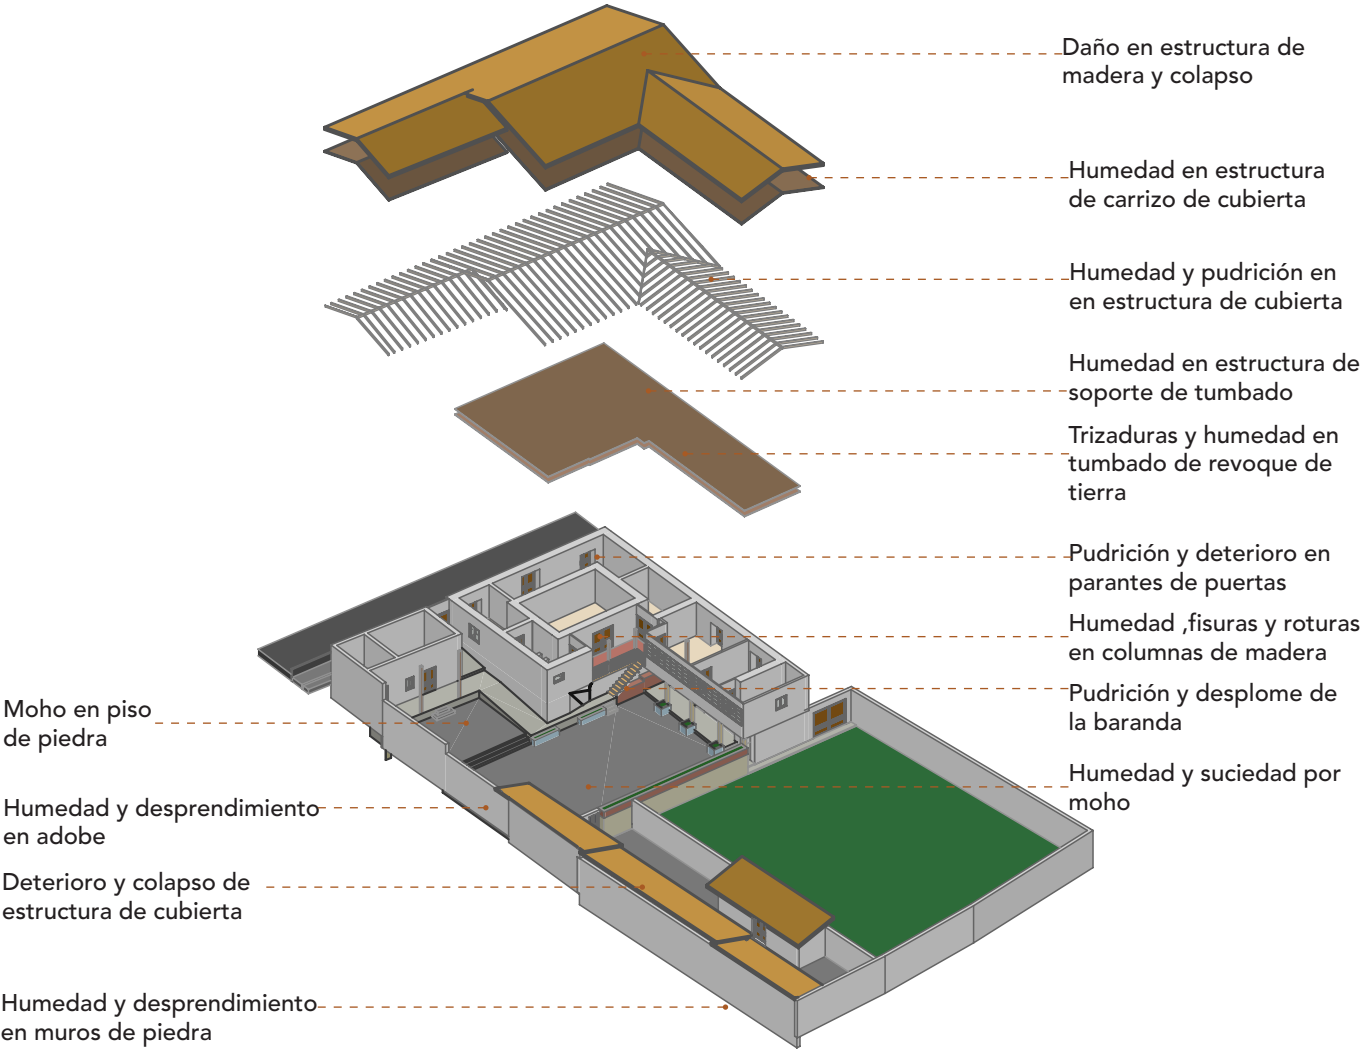 Daño en estructura de
madera y colapso
Humedad en estructura
de carrizo de cubierta
Humedad y pudrición en
en estructura de cubierta
Humedad en estructura de
soporte de tumbado
Trizaduras y humedad en
tumbado de revoque de
tierra
Pudrición y deterioro en
parantes de puertas
Humedad ,fisuras y roturas
en columnas de madera
Pudrición y desplome de
la baranda
Humedad y suciedad por
moho
Moho en piso
de piedra
Humedad y desprendimiento
en adobe
Deterioro y colapso de
estructura de cubierta
Humedad y desprendimiento
en muros de piedra